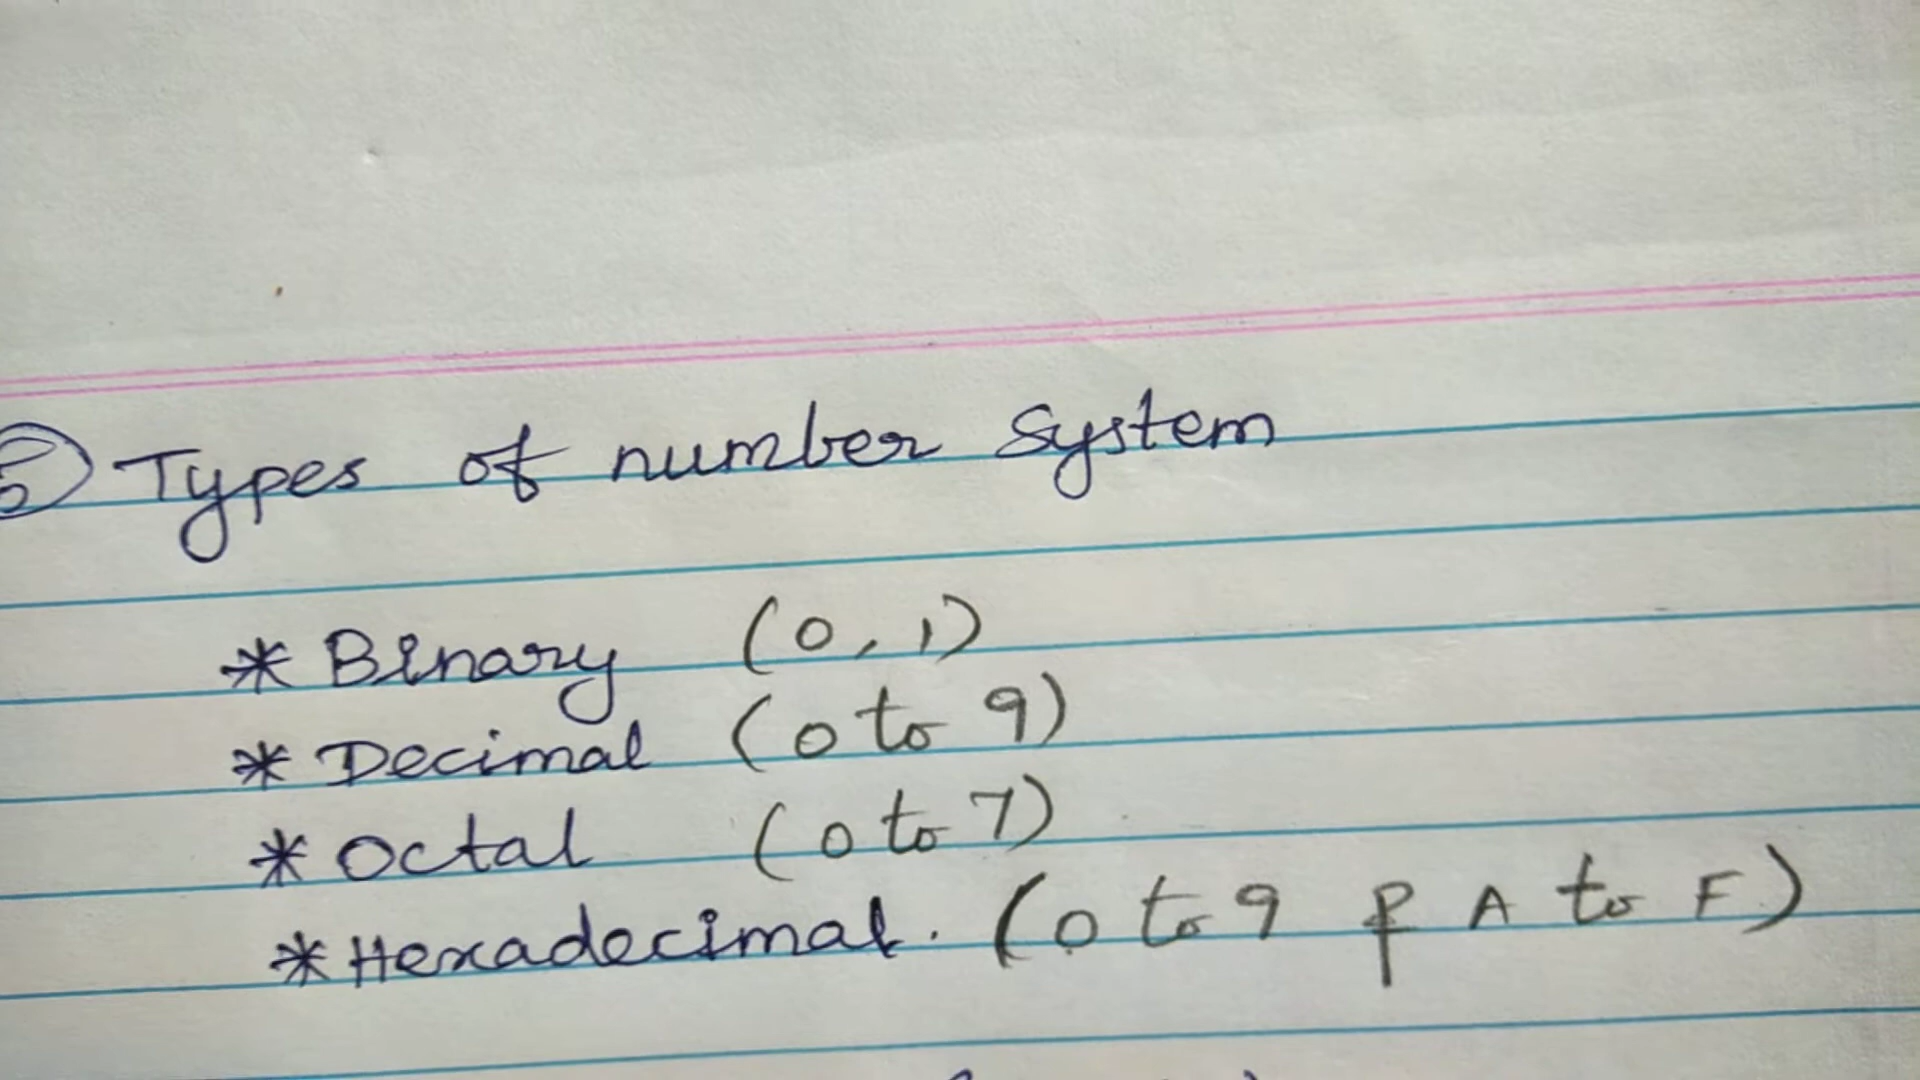 Types of number system
* Binary (0, 1)
* Decimal (0 to 9)
* Octal (0 to 7)
* Hexadecimal. (0 to 9 & A to F)